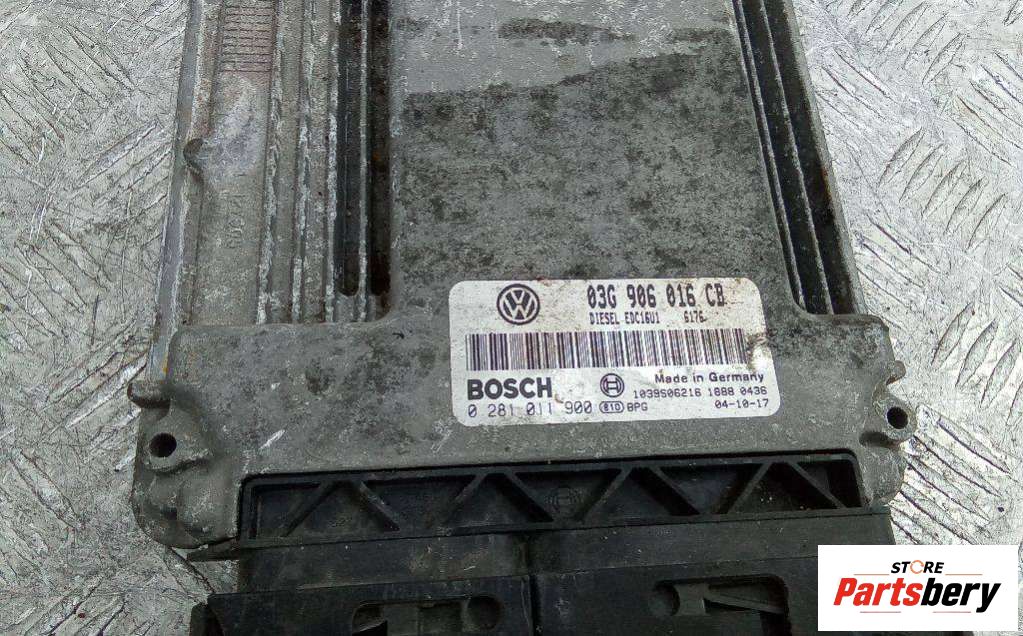 03G 906 016 CB
DIESEL EDC16U1 6176
BOSCH
Made in Germany
1039S06216 1888 0436
0 281 011 900 81D BPG 04-10-17
STORE
Partsbery